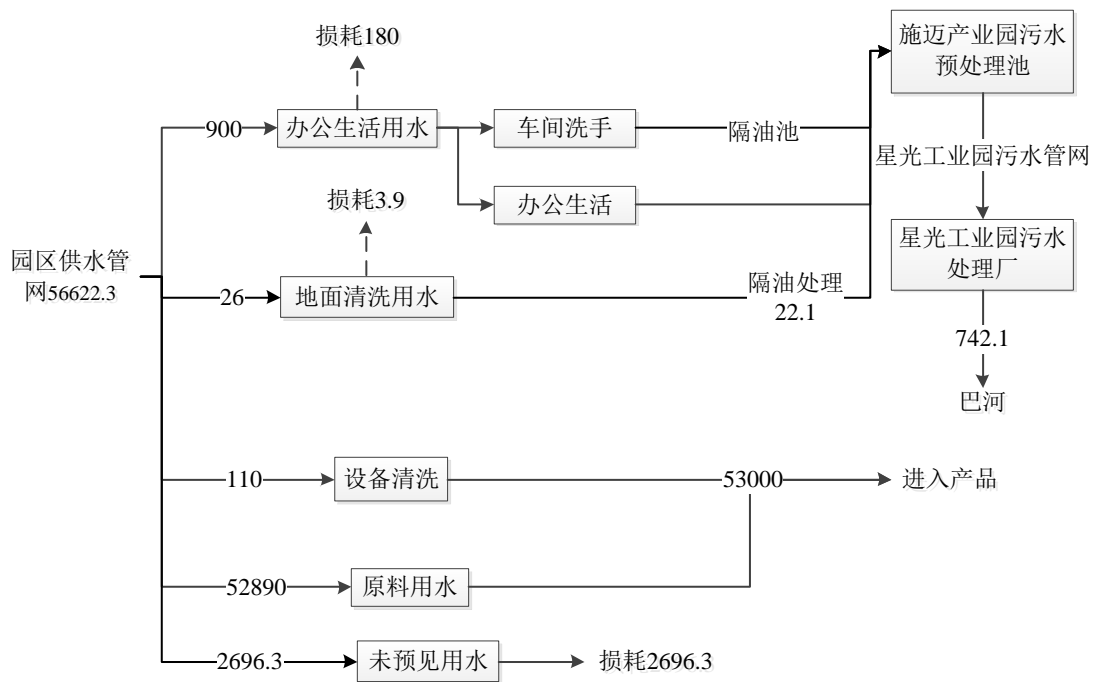 损耗180
施迈产业园污水
预处理池
900
办公生活用水
车间洗手
隔油池
星光工业园污水管网
损耗3.9
办公生活
园区供水管
网56622.3
星光工业园污水
处理厂
26
地面清洗用水
隔油处理
22.1
742.1
巴河
110
设备清洗
53000
进入产品
52890
原料用水
2696.3
未预见用水
损耗2696.3